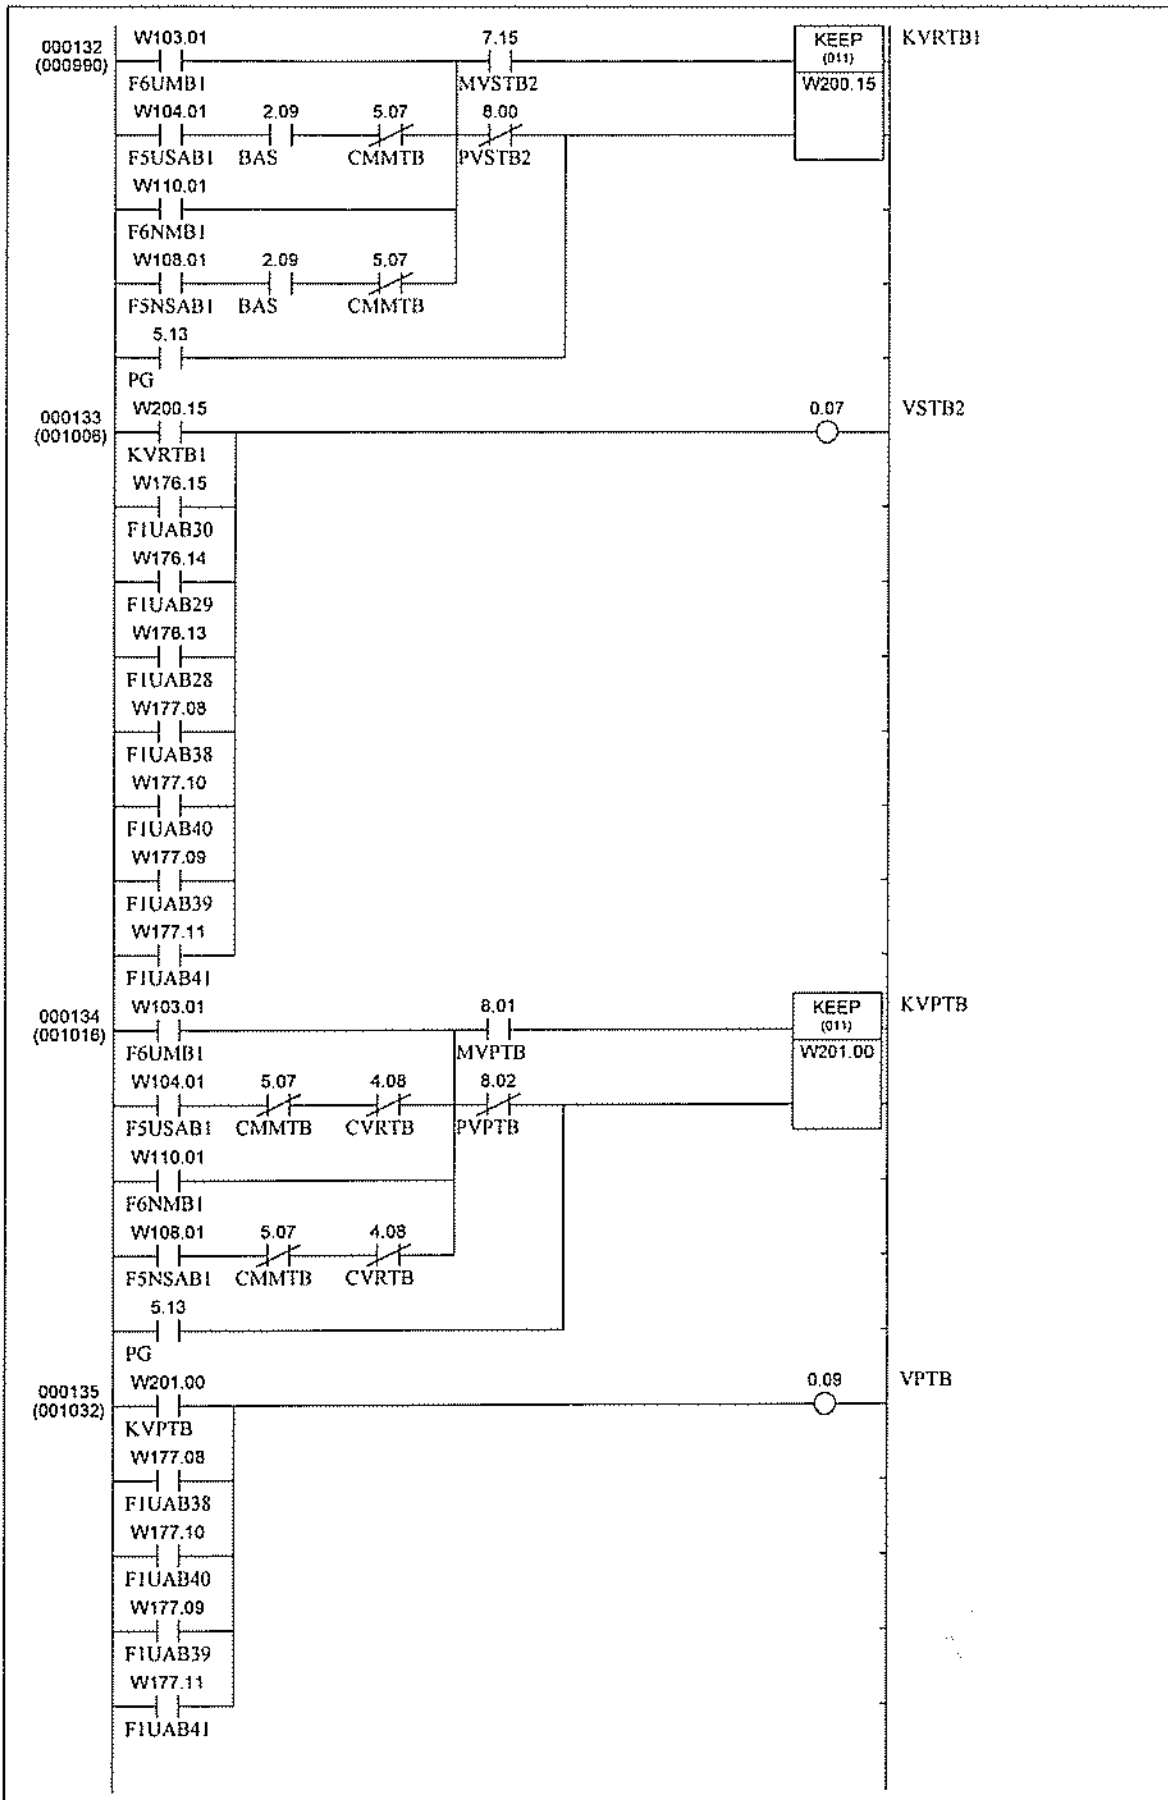 W103.01 7.15 KEEP KVRTB1
000132 (011)
(000990)
F6UMB1 MVSTB2 W200.15
W104.01 2.09 5.07 8.00
F5USAB1 BAS CMMTB PVSTB2
W110.01
F6NMB1
W108.01 2.09 5.07
F5NSAB1 BAS CMMTB
5.13
PG
W200.15 0.07 VSTB2
000133
(001006)
KVRTB1
W176.15
F1UAB30
W176.14
F1UAB29
W176.13
F1UAB28
W177.08
F1UAB38
W177.10
F1UAB40
W177.09
F1UAB39
W177.11
F1UAB41
W103.01 8.01 KEEP KVPTB
000134 (011)
(001016)
F6UMB1 MVPTB W201.00
W104.01 5.07 4.08 8.02
F5USAB1 CMMTB CVRTB PVPTB
W110.01
F6NMB1
W108.01 5.07 4.08
F5NSAB1 CMMTB CVRTB
5.13
PG
W201.00 0.09 VPTB
000135
(001032)
KVPTB
W177.08
F1UAB38
W177.10
F1UAB40
W177.09
F1UAB39
W177.11
F1UAB41